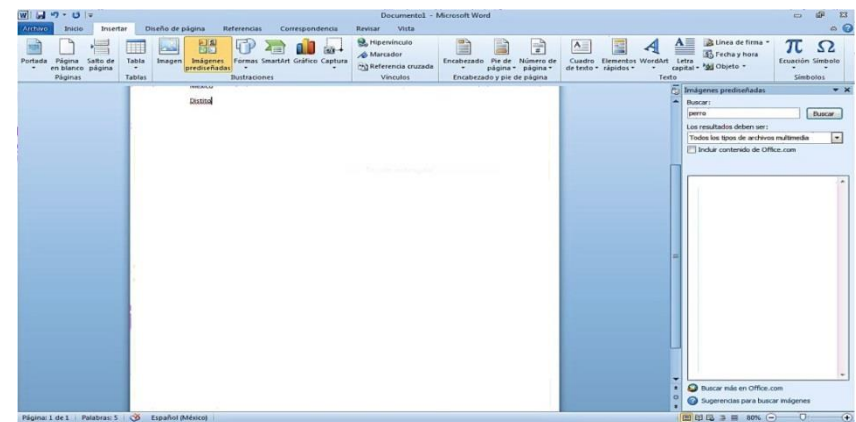 Documento1 - Microsoft Word
Archivo Inicio Insertar Diseño de página Referencias Correspondencia Revisar Vista
Portada Página en blanco Salto de página Tabla Imagen Imágenes prediseñadas Formas SmartArt Gráfico Captura Hipervínculo Marcador Referencia cruzada Encabezado Pie de página Número de página Cuadro de texto Elementos rápidos WordArt Letra capital Línea de firma Fecha y hora Objeto Ecuación Símbolo
Páginas Tablas Ilustraciones Vínculos Encabezado y pie de página Texto Símbolos
México
Distito
Imágenes prediseñadas
Buscar:
perro Buscar
Los resultados deben ser:
Todos los tipos de archivos multimedia
Incluir contenido de Office.com
Buscar más en Office.com
Sugerencias para buscar imágenes
Página: 1 de 1 Palabras: 5 Español (México) 80%